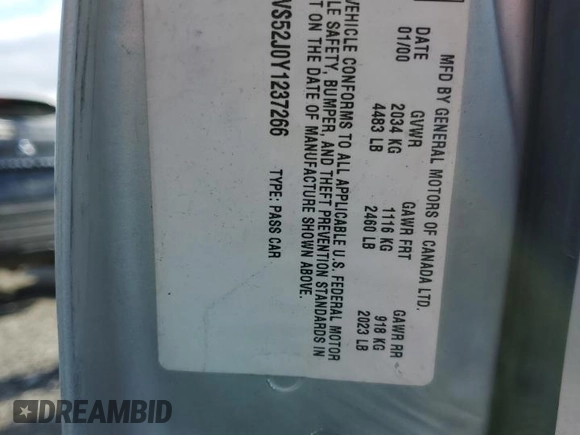 MFD BY GENERAL MOTORS OF CANADA LTD.
DATE GVWR GAWR FRT GAWR RR
01/00 2034 KG 1116 KG 918 KG
4483 LB 2460 LB 2023 LB
VEHICLE CONFORMS TO ALL APPLICABLE U.S. FEDERAL MOTOR
LE SAFETY, BUMPER, AND THEFT PREVENTION STANDARDS IN
T ON THE DATE OF MANUFACTURE SHOWN ABOVE.
VS52J0Y1237266 TYPE: PASS CAR
DREAMBID